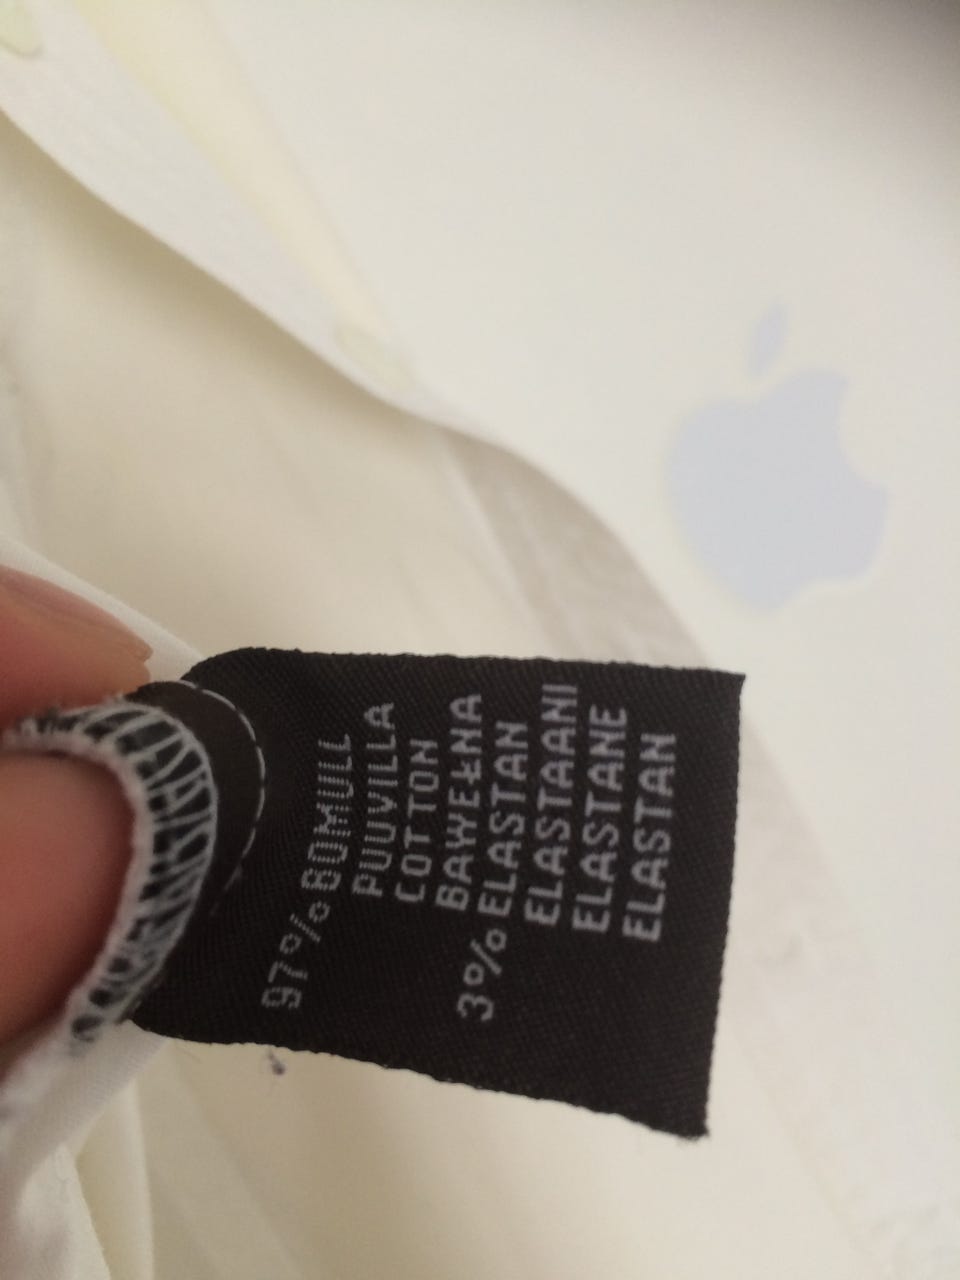 97% BOMULL
PUUVILLA
COTTON
BAWEŁNA
3% ELASTAN
ELASTAANI
ELASTANE
ELASTAN